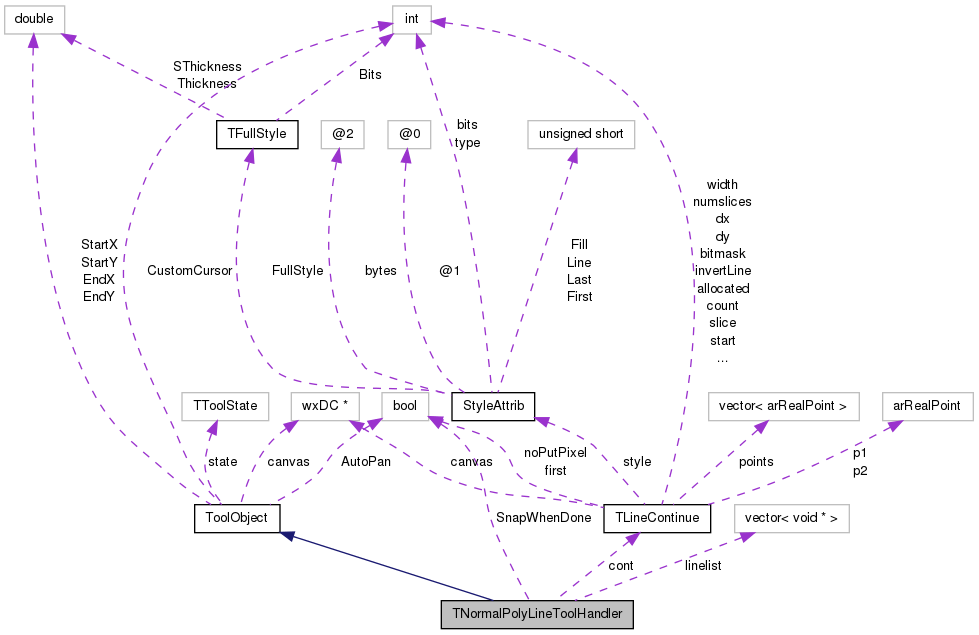 double
int
SThickness
Thickness
Bits
TFullStyle
@2
@0
unsigned short
bits
type
width
numslices
dx
dy
bitmask
invertLine
allocated
count
slice
start
...
StartX
StartY
EndX
EndY
CustomCursor
FullStyle
bytes
@1
Fill
Line
Last
First
TToolState
wxDC *
bool
StyleAttrib
vector< arRealPoint >
arRealPoint
state
canvas
AutoPan
canvas
noPutPixel
first
style
points
p1
p2
ToolObject
SnapWhenDone
TLineContinue
vector< void * >
cont
linelist
TNormalPolyLineToolHandler